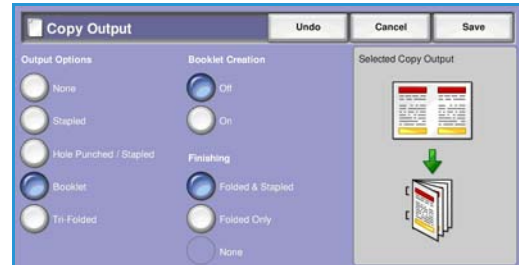 Copy Output
Undo
Cancel
Save
Output Options
None
Stapled
Hole Punched / Stapled
Booklet
Tri-Folded
Booklet Creation
Off
On
Finishing
Folded & Stapled
Folded Only
None
Selected Copy Output